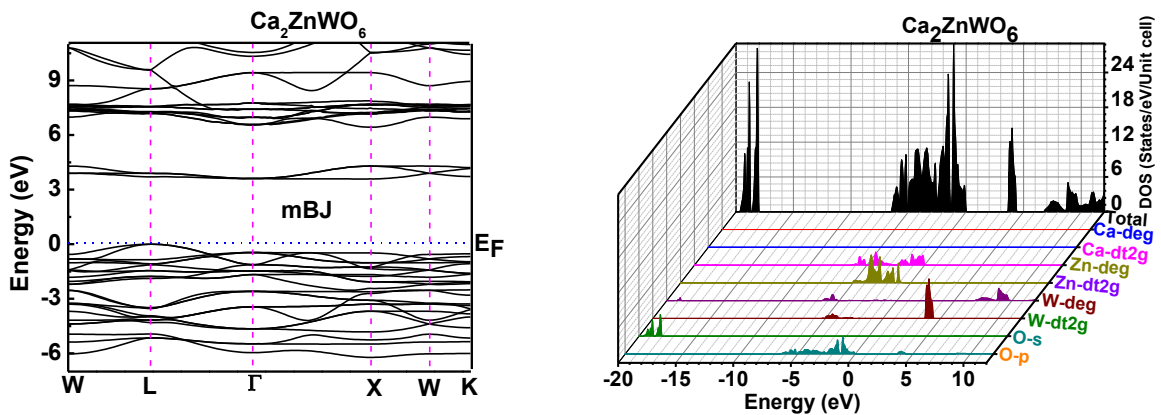 Ca₂ZnWO₆
9
6
3
0
-3
-6
Energy (eV)
mBJ
E_F
W L Γ X W K
Ca₂ZnWO₆
24
18
12
6
0
DOS (States/eV/Unit cell)
Total
Ca-deg
Ca-dt2g
Zn-deg
Zn-dt2g
W-deg
W-dt2g
O-s
O-p
-20 -15 -10 -5 0 5 10
Energy (eV)